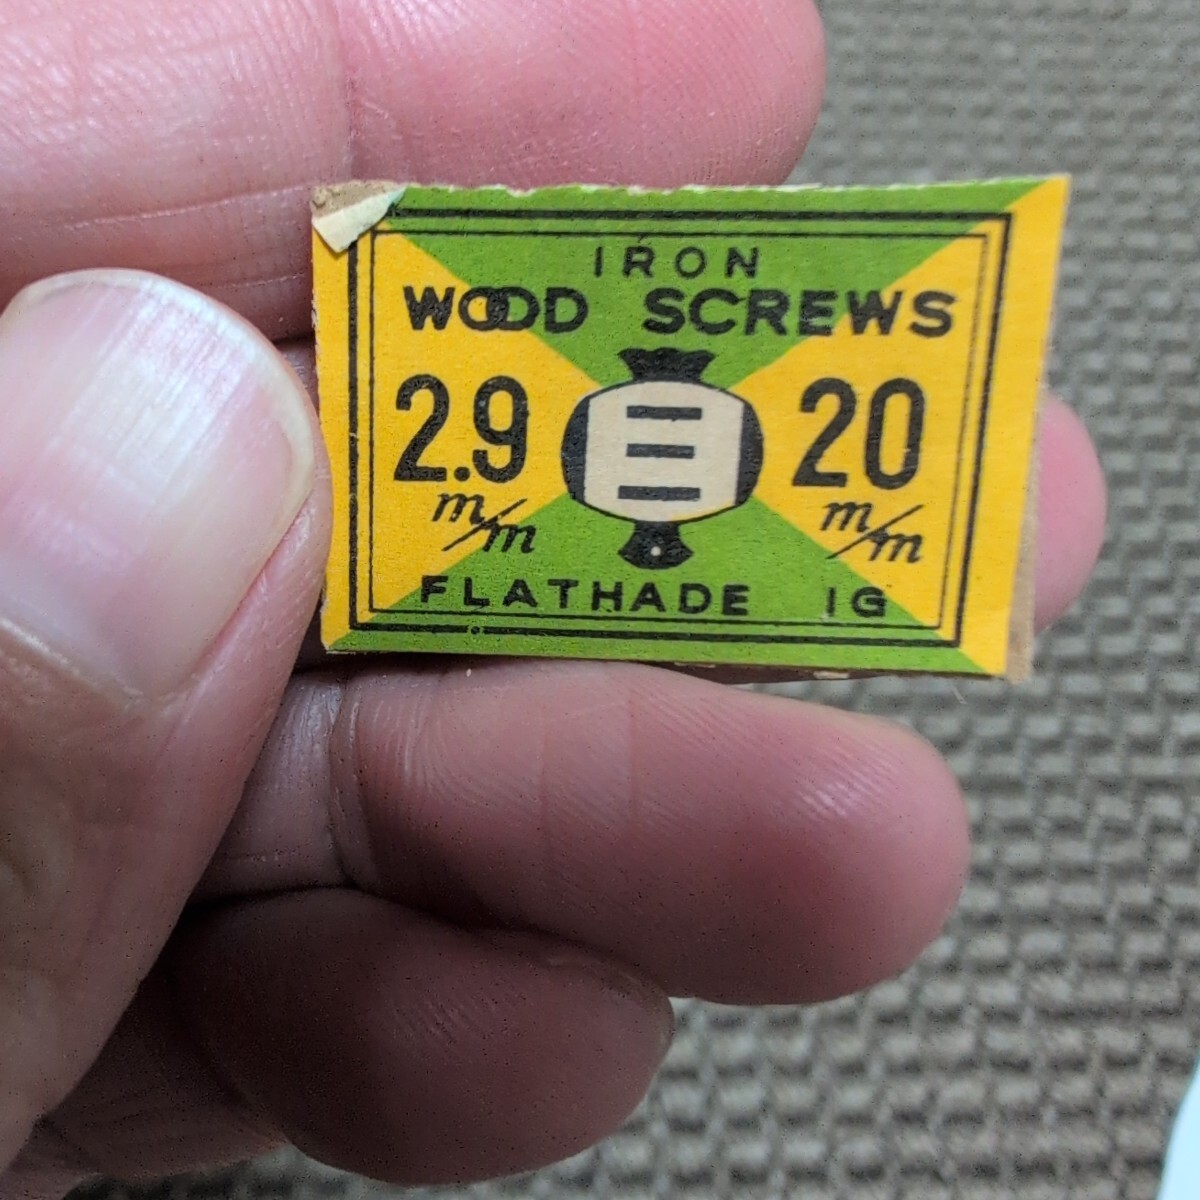 IRON
WOOD SCREWS
2.9 m/m
三
20 m/m
FLATHADE IG